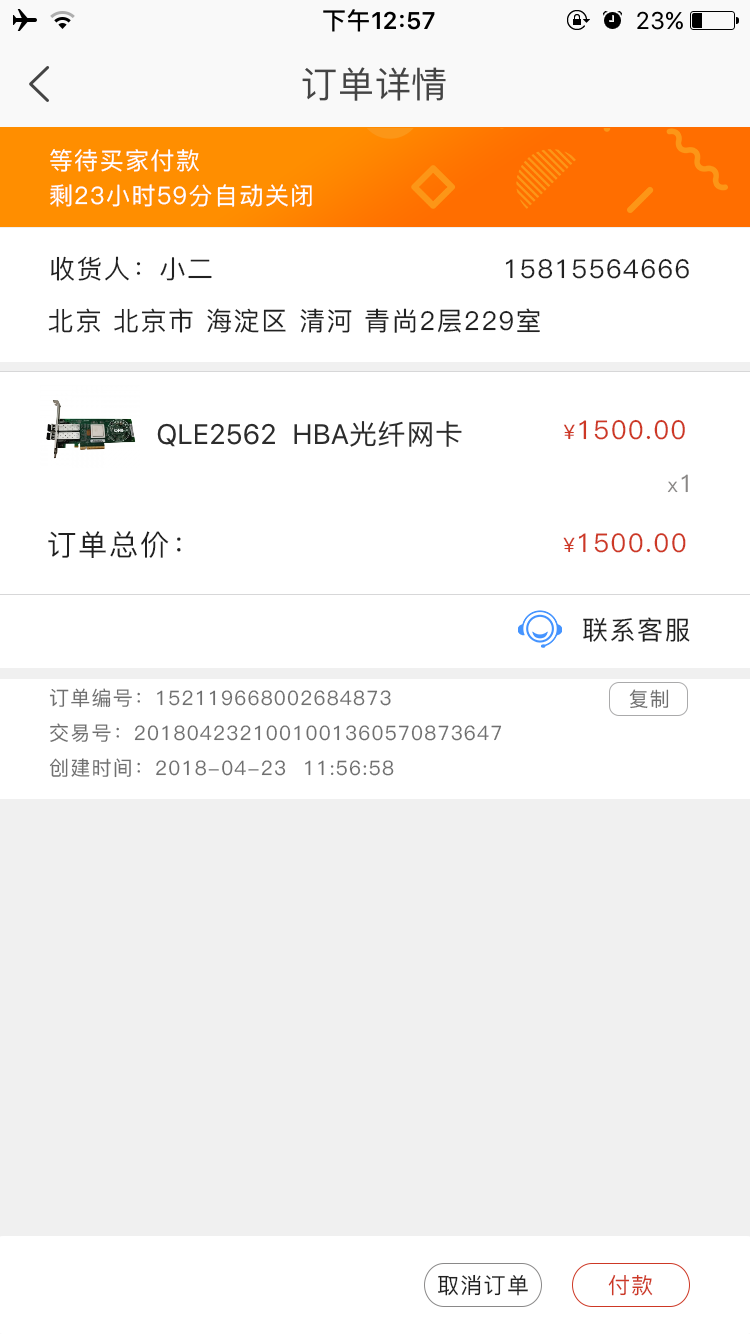 下午12:57
23%
订单详情
等待买家付款
剩23小时59分自动关闭
收货人：小二 15815564666
北京 北京市 海淀区 清河 青尚2层229室
QLE2562 HBA光纤网卡 ¥1500.00
x1
订单总价： ¥1500.00
联系客服
订单编号：152119668002684873 复制
交易号：2018042321001001360570873647
创建时间：2018-04-23 11:56:58
取消订单 付款